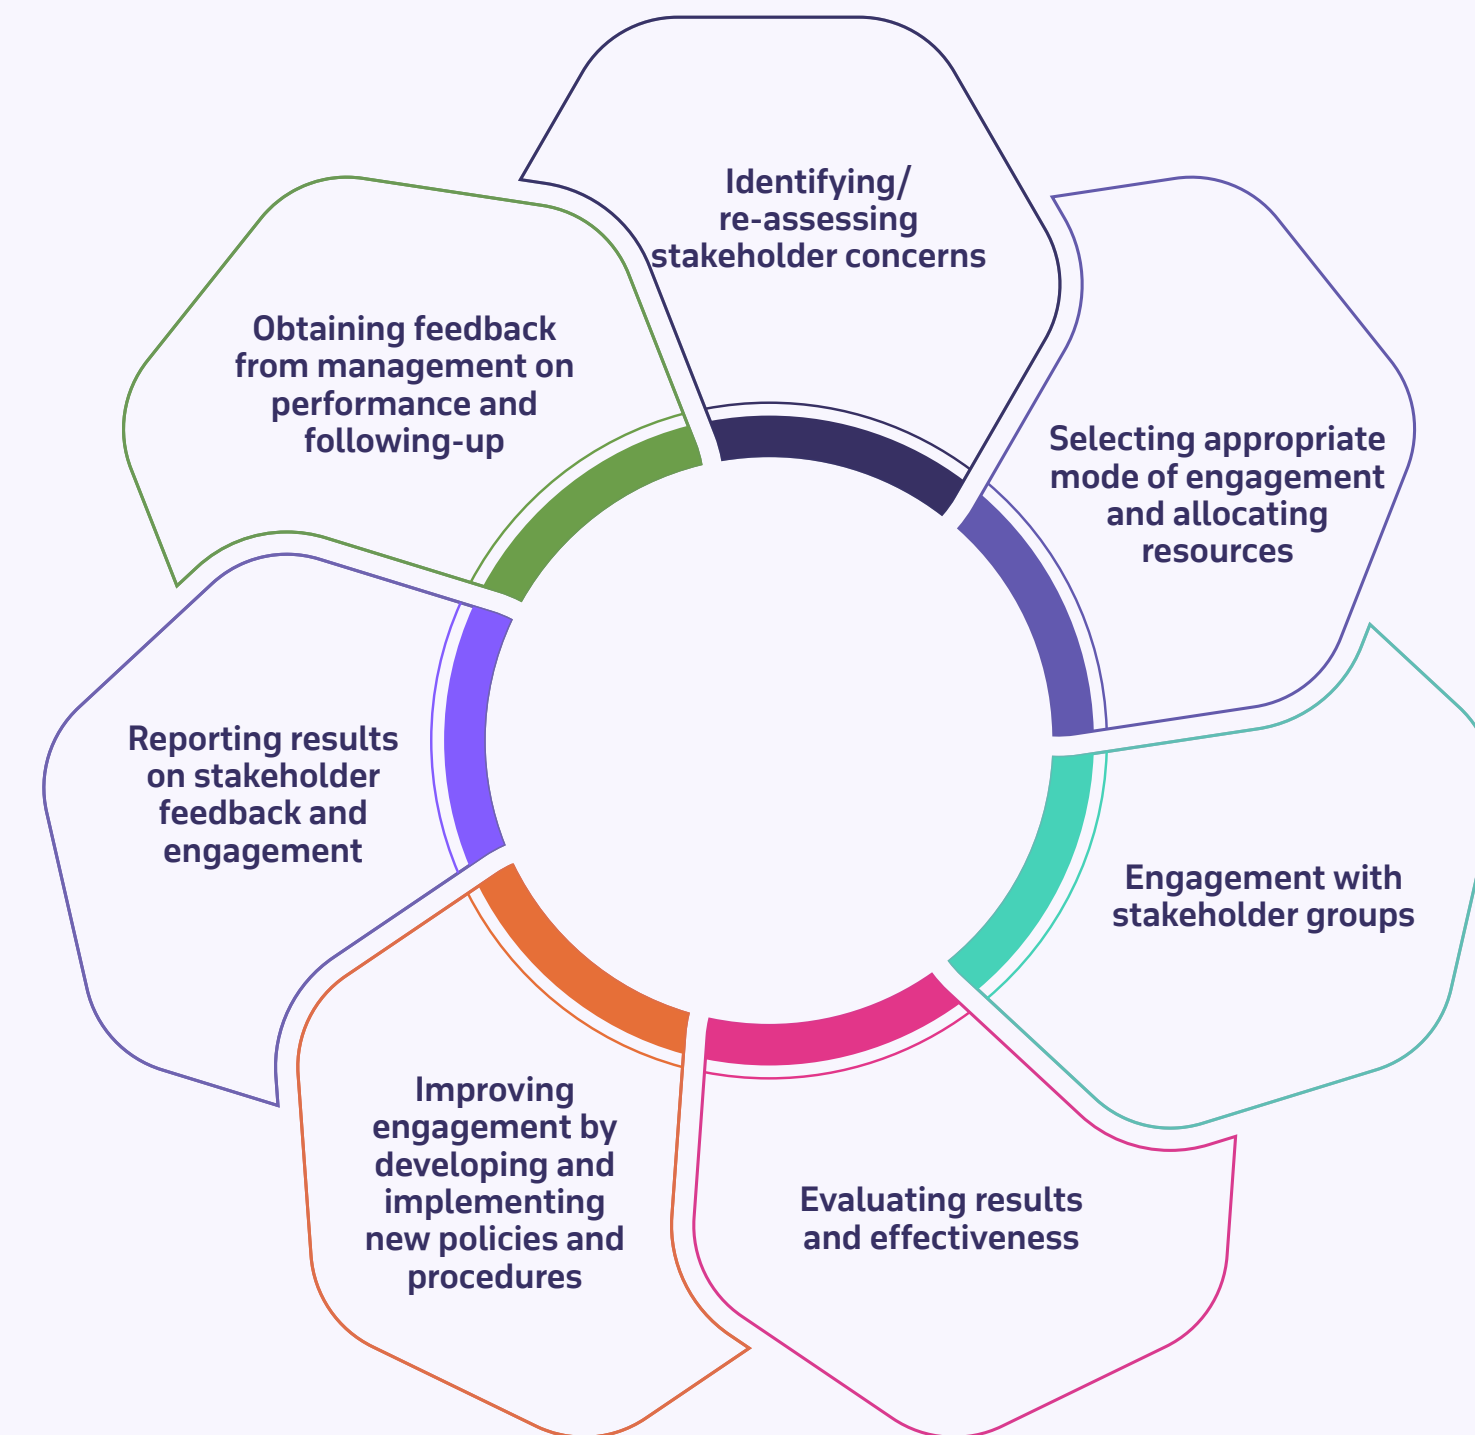 Identifying/
re-assessing
stakeholder concerns
Selecting appropriate
mode of engagement
and allocating
resources
Engagement with
stakeholder groups
Evaluating results
and effectiveness
Improving
engagement by
developing and
implementing
new policies and
procedures
Reporting results
on stakeholder
feedback and
engagement
Obtaining feedback
from management on
performance and
following-up